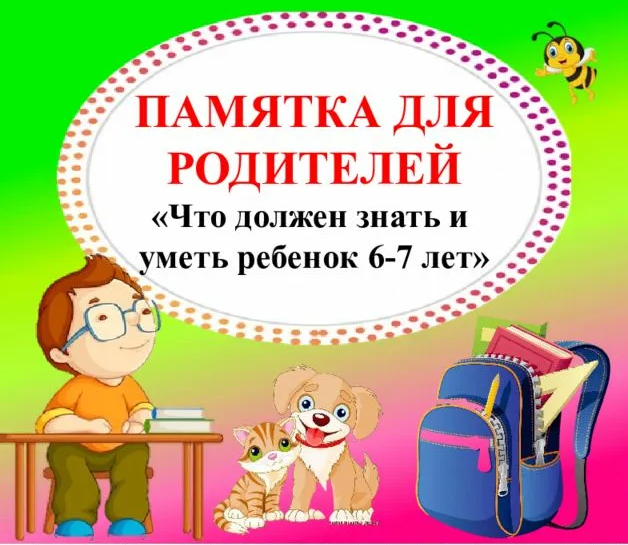 ПАМЯТКА ДЛЯ
РОДИТЕЛЕЙ
«Что должен знать и
уметь ребенок 6-7 лет»